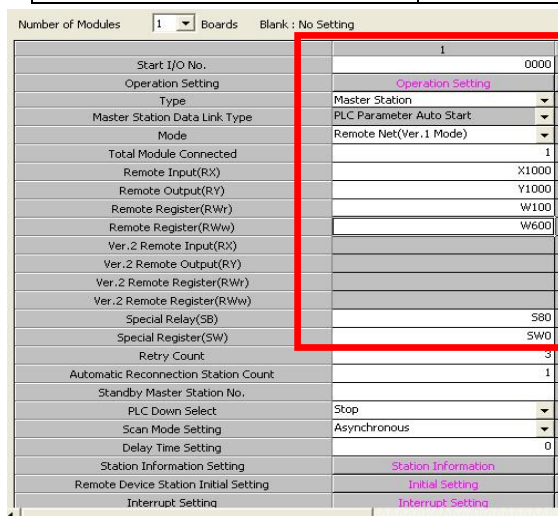 Number of Modules 1 Boards Blank : No Setting
1
Start I/O No. 0000
Operation Setting Operation Setting
Type Master Station
Master Station Data Link Type PLC Parameter Auto Start
Mode Remote Net(Ver.1 Mode)
Total Module Connected 1
Remote Input(RX) X1000
Remote Output(RY) Y1000
Remote Register(RWr) W100
Remote Register(RWw) W600
Ver.2 Remote Input(RX)
Ver.2 Remote Output(RY)
Ver.2 Remote Register(RWr)
Ver.2 Remote Register(RWw)
Special Relay(SB) S80
Special Register(SW) SW0
Retry Count 3
Automatic Reconnection Station Count 1
Standby Master Station No.
PLC Down Select Stop
Scan Mode Setting Asynchronous
Delay Time Setting 0
Station Information Setting Station Information
Remote Device Station Initial Setting Initial Setting
Interrupt Setting Interrupt Setting